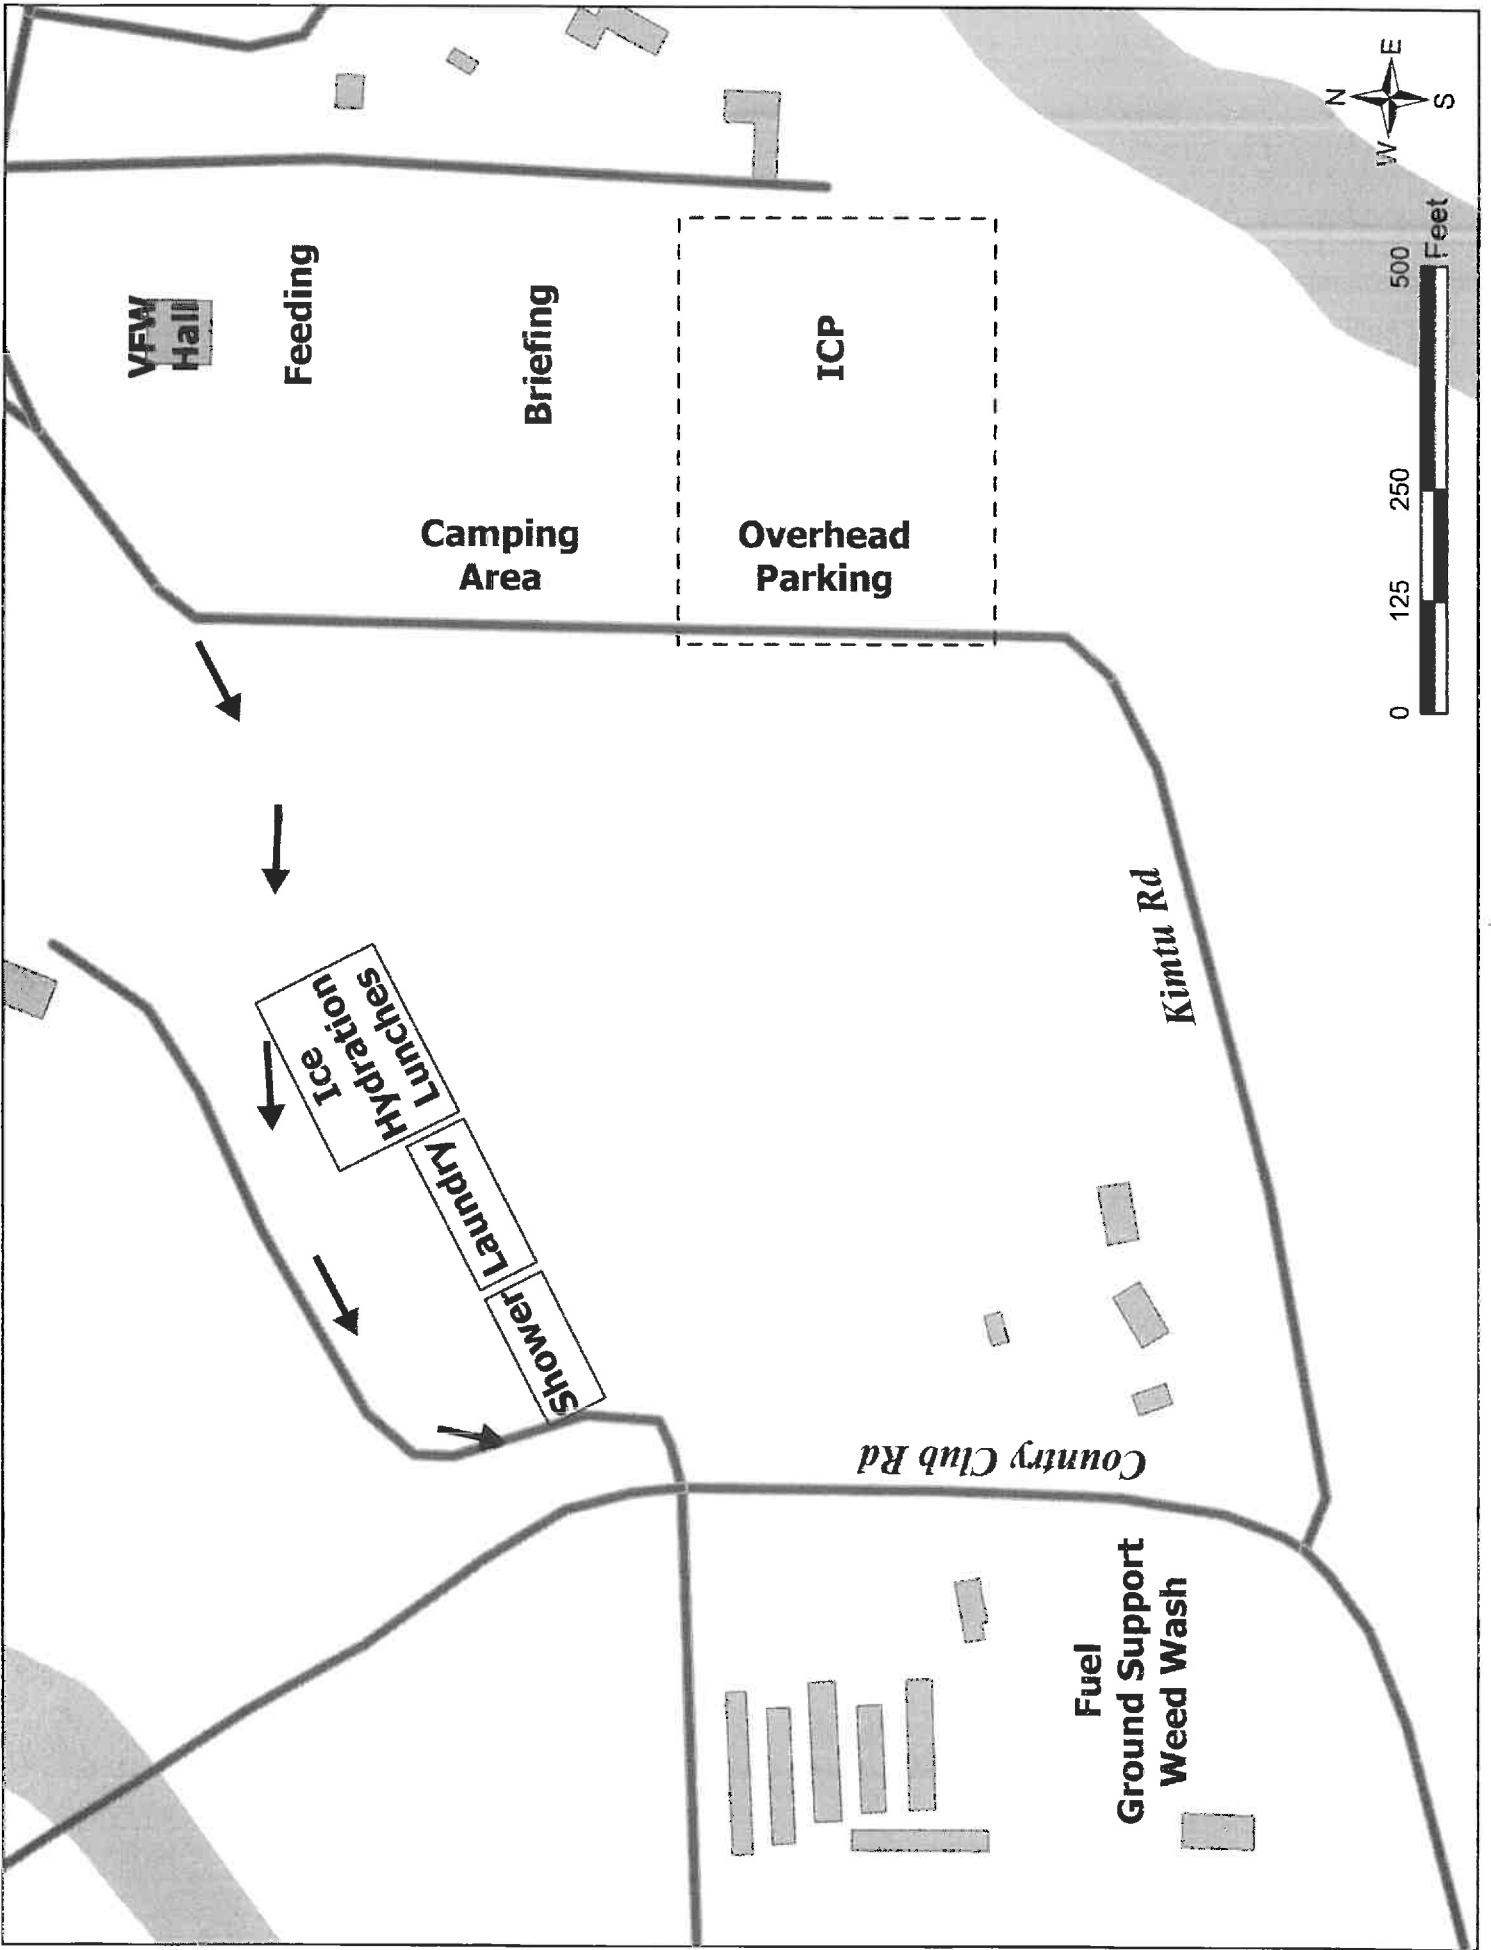 VFW
Hall
Feeding
Briefing
ICP
Camping
Area
Overhead
Parking
Ice
Hydration
Lunches
Laundry
Shower
Kimtu Rd
Country Club Rd
Fuel
Ground Support
Weed Wash
N
E
S
W
0 125 250 500
Feet